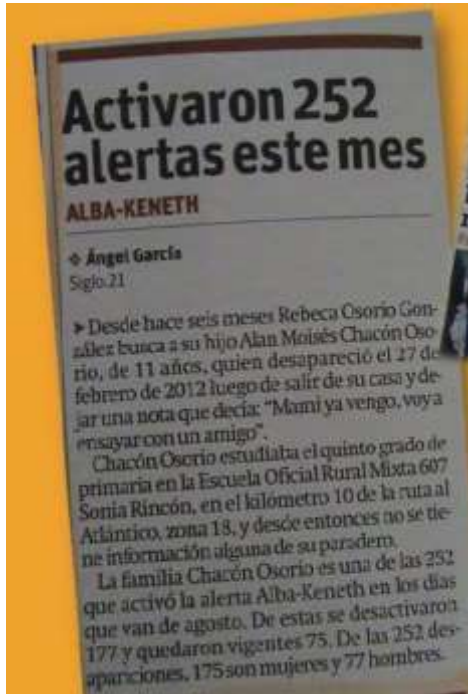 Activaron 252
alertas este mes
ALBA-KENETH
❖ Ángel García
Siglo.21
➤ Desde hace seis meses Rebeca Osorio Gon-
zález busca a su hijo Alan Moisés Chacón Oso-
rio, de 11 años, quien desapareció el 27 de
febrero de 2012 luego de salir de su casa y de-
jar una nota que decía: “Mami ya vengo, voy a
ensayar con un amigo”.
Chacón Osorio estudiaba el quinto grado de
primaria en la Escuela Oficial Rural Mixta 607
Sonia Rincón, en el kilómetro 10 de la ruta al
Atlántico, zona 18, y desde entonces no se tie-
ne información alguna de su paradero.
La familia Chacón Osorio es una de las 252
que activó la alerta Alba-Keneth en los días
que van de agosto. De estas se desactivaron
177 y quedaron vigentes 75. De las 252 des-
apariciones, 175 son mujeres y 77 hombres.